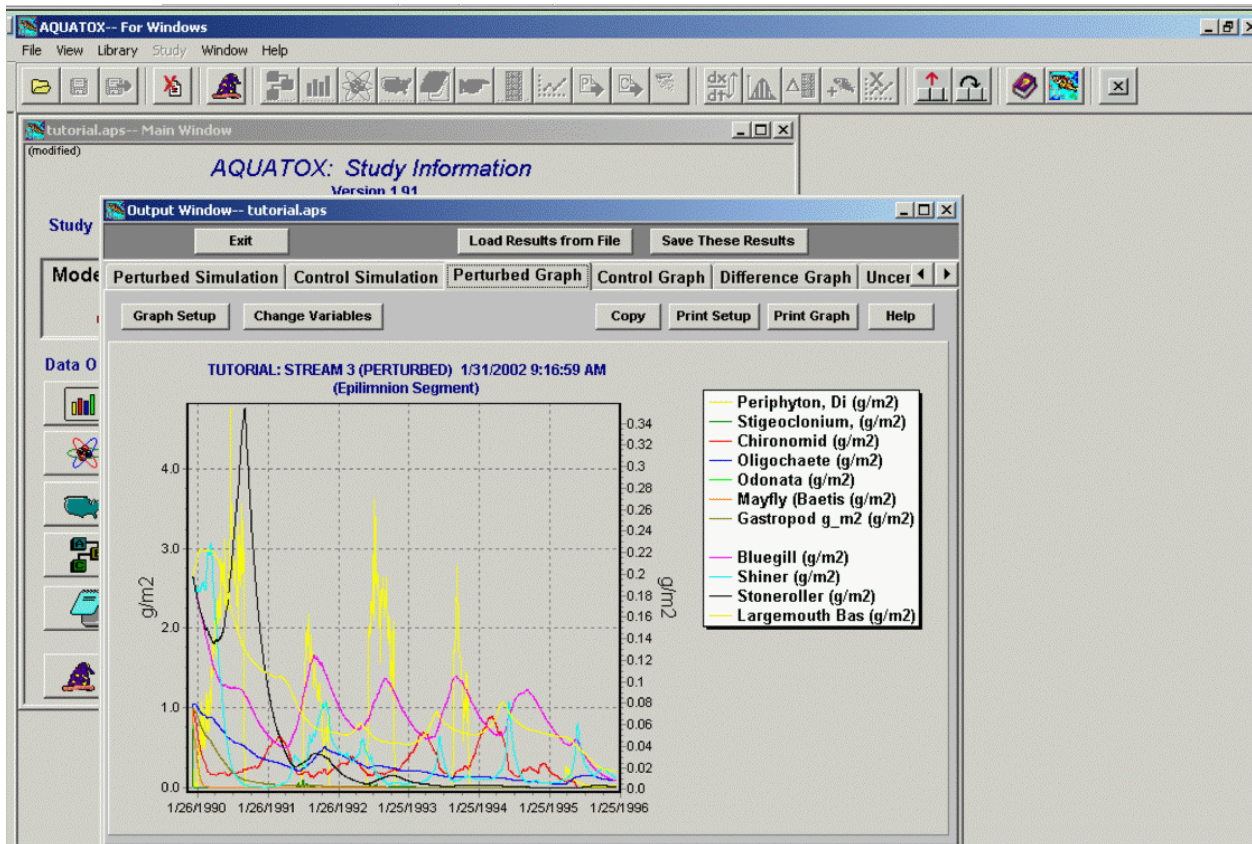 AQUATOX-- For Windows
File View Library Study Window Help
tutorial.aps-- Main Window
(modified)
AQUATOX: Study Information
Version 1.91
Study
Output Window-- tutorial.aps
Exit Load Results from File Save These Results
Perturbed Simulation Control Simulation Perturbed Graph Control Graph Difference Graph Uncer
Graph Setup Change Variables Copy Print Setup Print Graph Help
Data O
TUTORIAL: STREAM 3 (PERTURBED) 1/31/2002 9:16:59 AM
(Epilimnion Segment)
4.0
3.0
2.0
1.0
0.0
g/m2
0.34
0.32
0.3
0.28
0.26
0.24
0.22
0.2
0.18
0.16
0.14
0.12
0.1
0.08
0.06
0.04
0.02
0.0
g/m2
1/26/1990 1/26/1991 1/26/1992 1/25/1993 1/25/1994 1/25/1995 1/25/1996
Periphyton, Di (g/m2)
Stigeoclonium, (g/m2)
Chironomid (g/m2)
Oligochaete (g/m2)
Odonata (g/m2)
Mayfly (Baetis (g/m2)
Gastropod g_m2 (g/m2)
Bluegill (g/m2)
Shiner (g/m2)
Stoneroller (g/m2)
Largemouth Bas (g/m2)